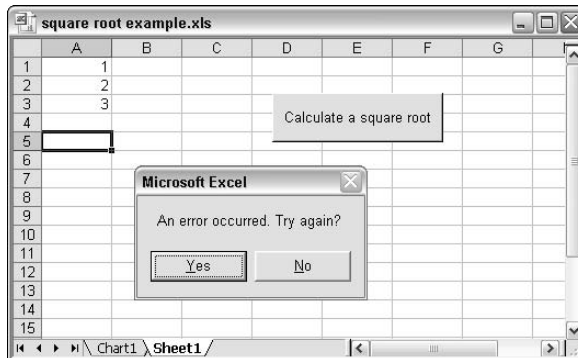 square root example.xls
A B C D E F G
1 1
2 2
3 3
Calculate a square root
4
5
6
7
Microsoft Excel
8
9
An error occurred. Try again?
10
11
Yes No
12
13
14
15
Chart1 Sheet1